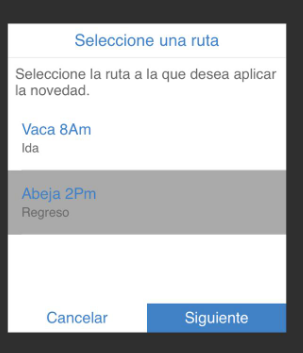 Seleccione una ruta
Seleccione la ruta a la que desea aplicar
la novedad.
Vaca 8Am
Ida
Abeja 2Pm
Regreso
Cancelar
Siguiente